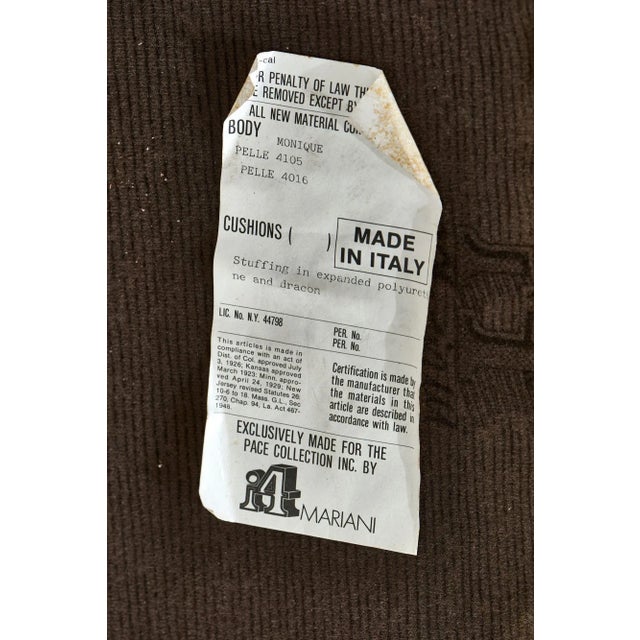 -cal
R PENALTY OF LAW TH
E REMOVED EXCEPT BY
ALL NEW MATERIAL CO
BODY
MONIQUE
PELLE 4105
PELLE 4016
CUSHIONS ( )
MADE
IN ITALY
Stuffing in expanded polyuret
ne and dracon
LIC. No. N.Y. 44798
PER. No.
PER. No.
This articles is made in
compliance with an act of
Dist. of Col. approved July
3, 1926; Kansas approved
March 1923; Minn. appro-
ved April 24, 1929; New
Jersey revised Statutes 26:
10-6 to 18. Mass. G.L., Sec
270, Chap. 94, La. Act 467-
1948.
Certification is made by
the manufacturer that
the materials in this
article are described in
accordance with law.
EXCLUSIVELY MADE FOR THE
PACE COLLECTION INC. BY
i4 MARIANI